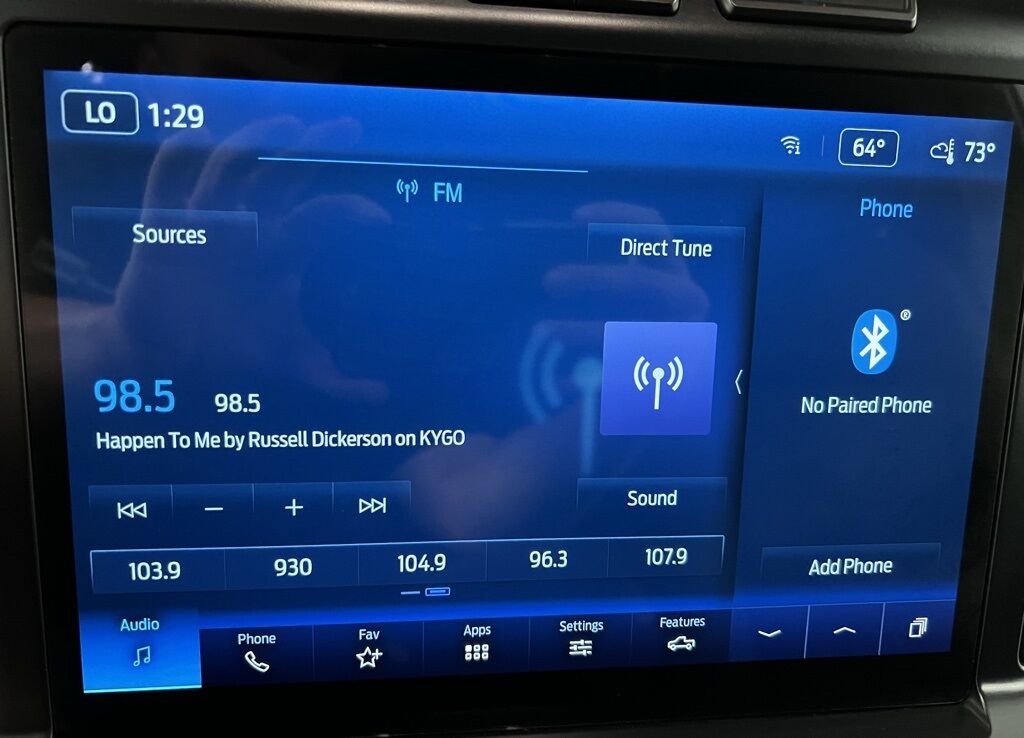 LO 1:29
64° 73°
FM
Phone
Sources
Direct Tune
®
98.5 98.5
No Paired Phone
Happen To Me by Russell Dickerson on KYGO
Sound
103.9 930 104.9 96.3 107.9
Add Phone
Audio Phone Fav Apps Settings Features